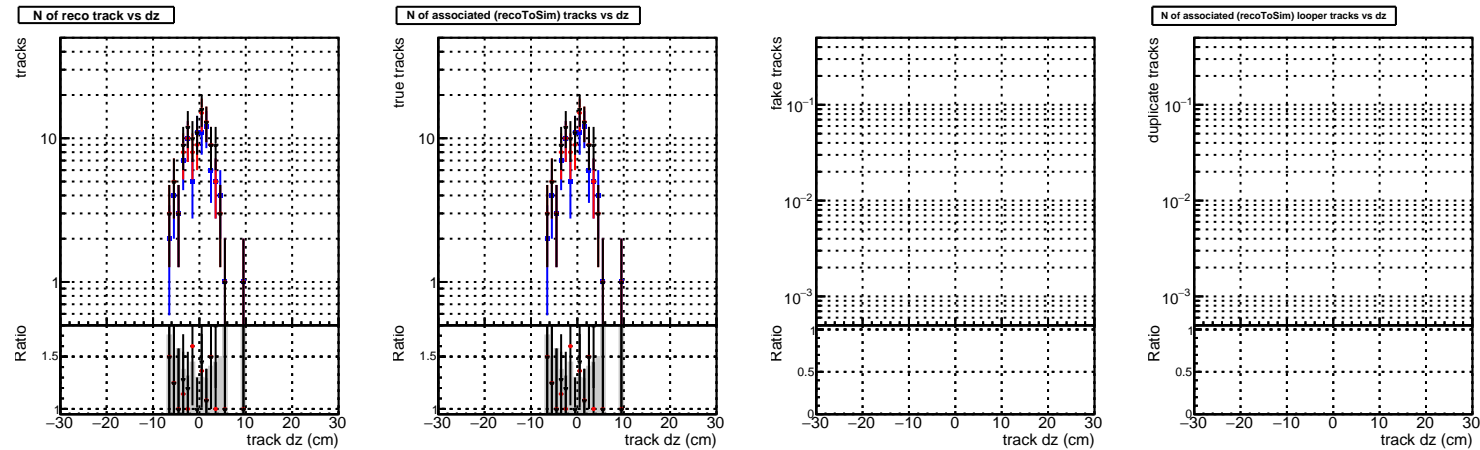 N of reco track vs dz
tracks
10
1
Ratio
1.5
1
−30 −20 −10 0 10 20 30
track dz (cm)
N of associated (recoToSim) tracks vs dz
true tracks
10
1
Ratio
1.5
1
−30 −20 −10 0 10 20 30
track dz (cm)
fake tracks
10−1
10−2
10−3
Ratio
1
0.5
0
−30 −20 −10 0 10 20 30
track dz (cm)
N of associated (recoToSim) looper tracks vs dz
duplicate tracks
10−1
10−2
10−3
Ratio
1
0.5
0
−30 −20 −10 0 10 20 30
track dz (cm)